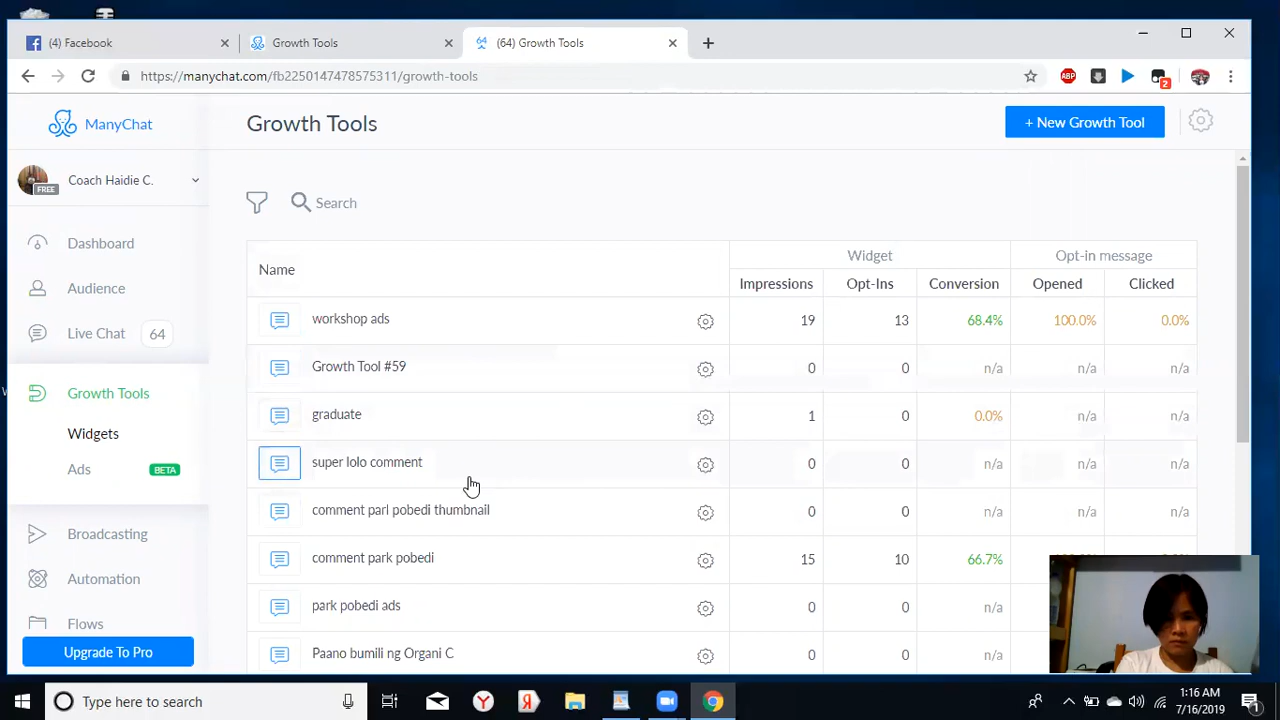 (4) Facebook
Growth Tools
(64) Growth Tools
https://manychat.com/fb2250147478575311/growth-tools
ABP
2
ManyChat
Growth Tools
+ New Growth Tool
FREE
Coach Haidie C.
Search
Dashboard
Audience
Live Chat 64
Growth Tools
Widgets
Ads BETA
Broadcasting
Automation
Flows
Upgrade To Pro
Widget Opt-in message
Name Impressions Opt-Ins Conversion Opened Clicked
workshop ads 19 13 68.4% 100.0% 0.0%
Growth Tool #59 0 0 n/a n/a n/a
graduate 1 0 0.0% n/a n/a
super lolo comment 0 0 n/a n/a n/a
comment parl pobedi thumbnail 0 0 n/a n/a n/a
comment park pobedi 15 10 66.7%
park pobedi ads 0 0 n/a
Paano bumili ng Organi C 0 0 n/a
Type here to search
1:16 AM
7/16/2019
1